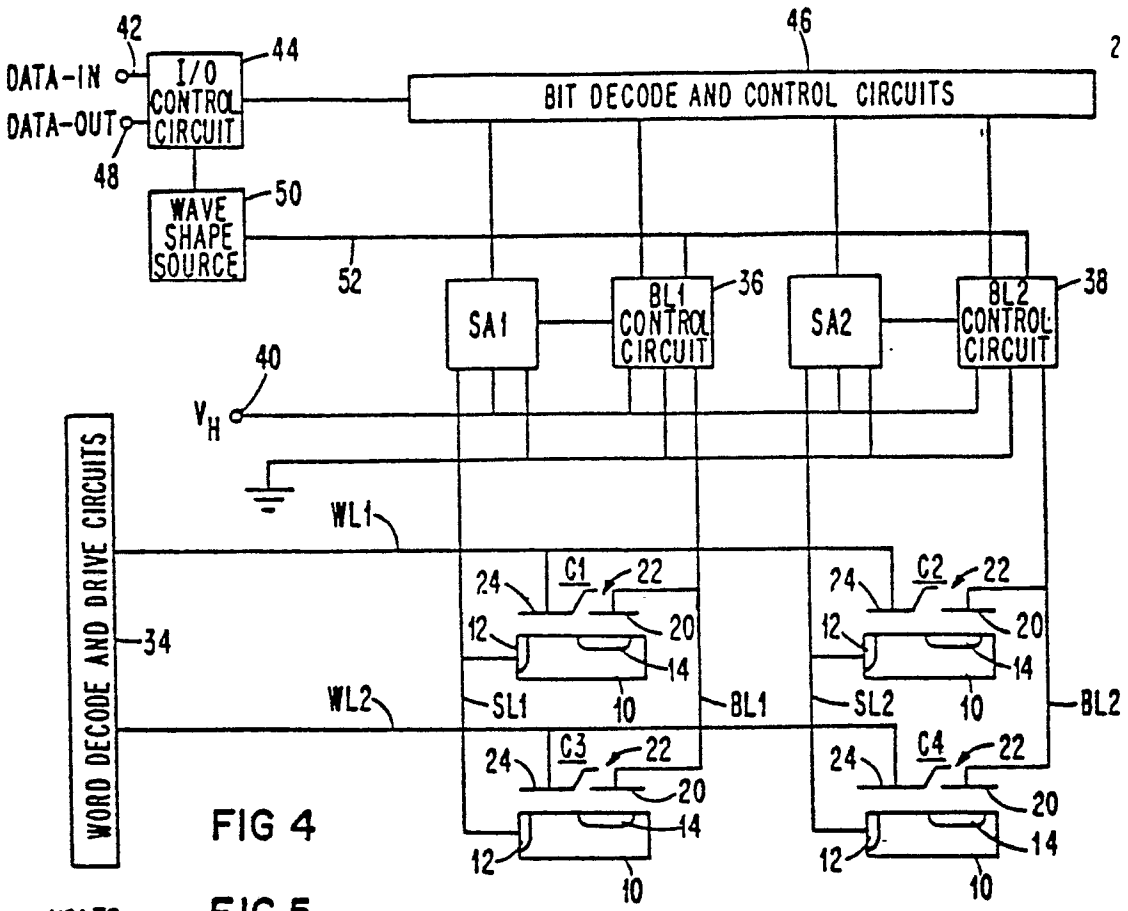 42
44
46
2
DATA-IN
I/O
CONTROL
CIRCUIT
BIT DECODE AND CONTROL CIRCUITS
DATA-OUT
48
50
WAVE
SHAPE
SOURCE
52
SA1
BL1
CONTROL
CIRCUIT
36
SA2
BL2
CONTROL
CIRCUIT
38
40
VH
WORD DECODE AND DRIVE CIRCUITS
34
WL1
24
C1
22
20
12
14
10
24
C2
22
20
12
14
10
SL1
BL1
SL2
BL2
WL2
24
C3
22
20
12
14
10
24
C4
22
20
12
14
10
FIG 4
FIG 5